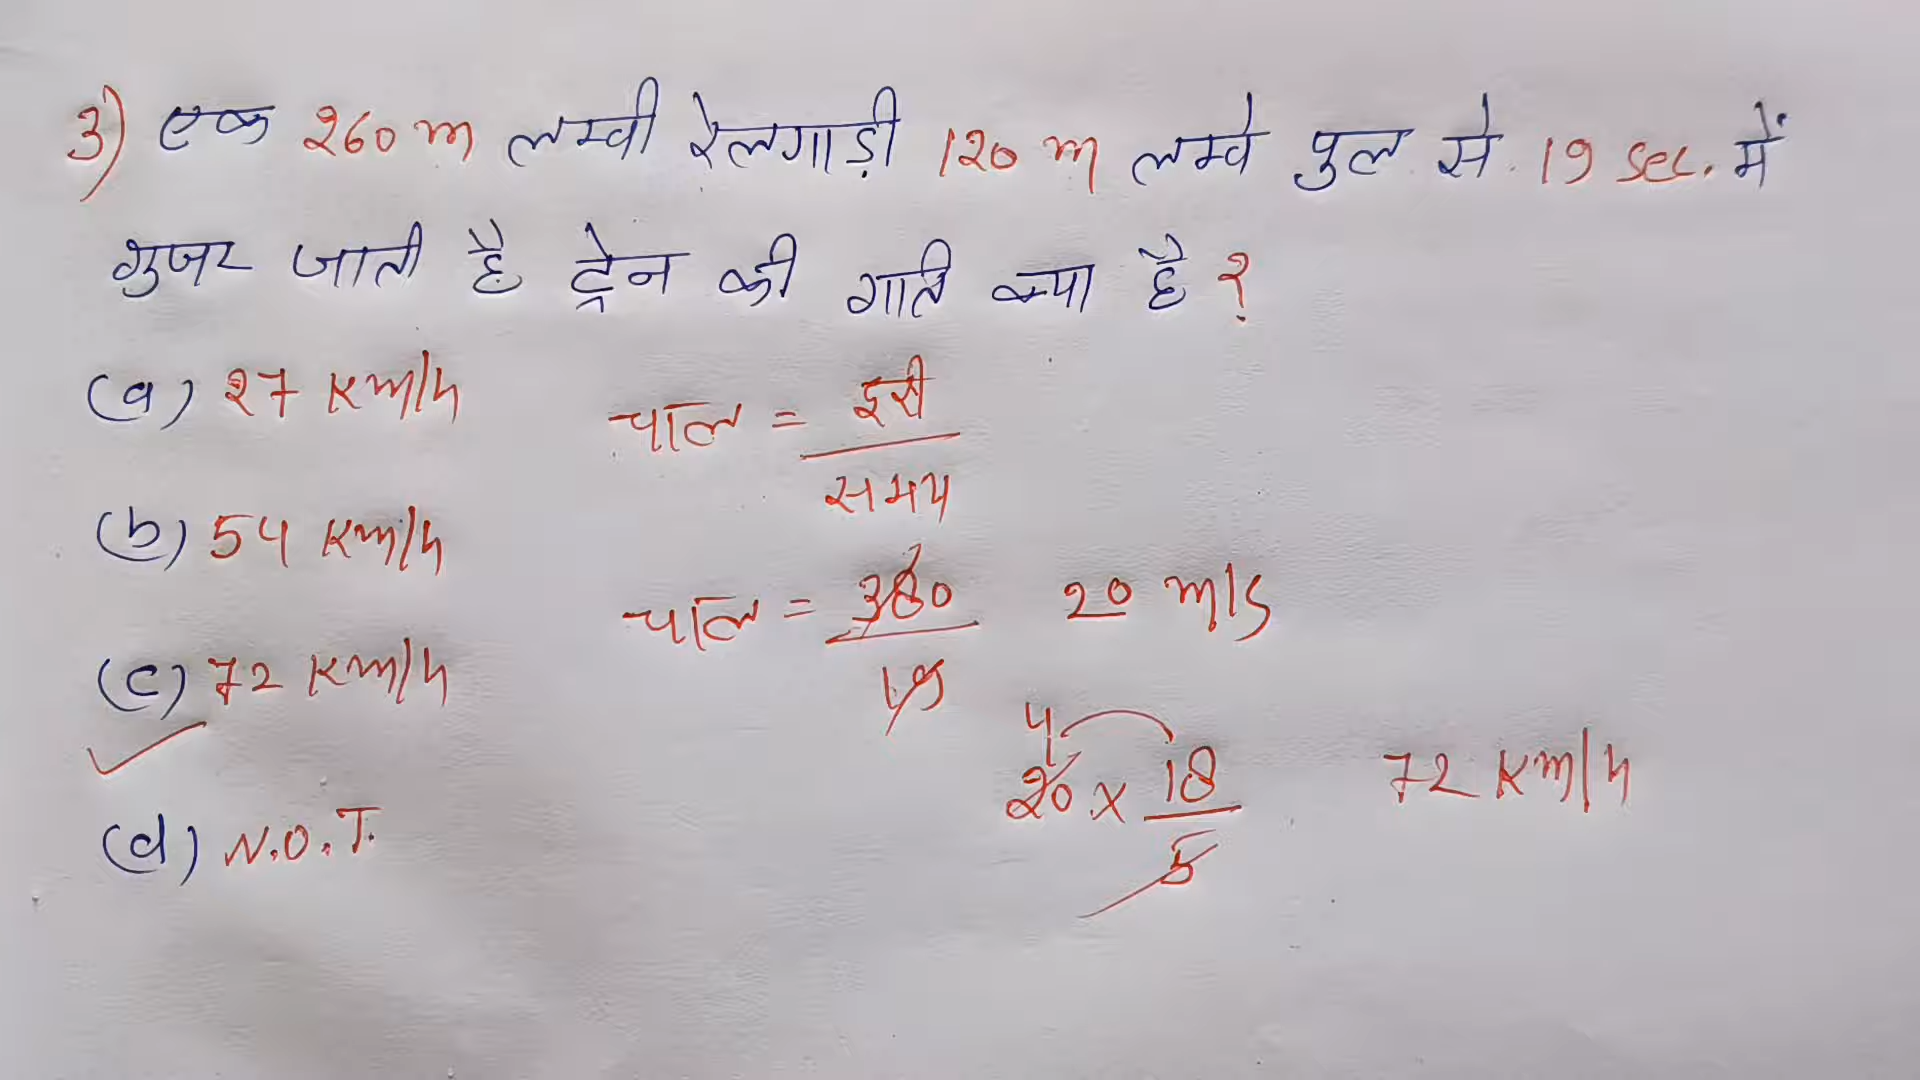 3) एक 260 m लम्बी रेलगाड़ी 120 m लम्बे पुल से 19 sec. में
गुजर जाती है ट्रेन की गति क्या है ?
(a) 27 Km/h
चाल = दूरी / समय
(b) 54 Km/h
चाल = 380 / 19 20 m/s
(c) 72 Km/h
4
20 × 18 / 5 72 Km/h
(d) N.O.T.